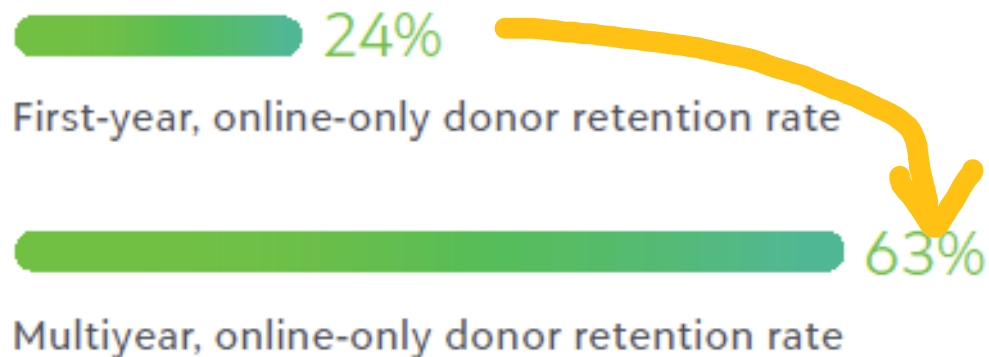 24%
First-year, online-only donor retention rate
63%
Multiyear, online-only donor retention rate